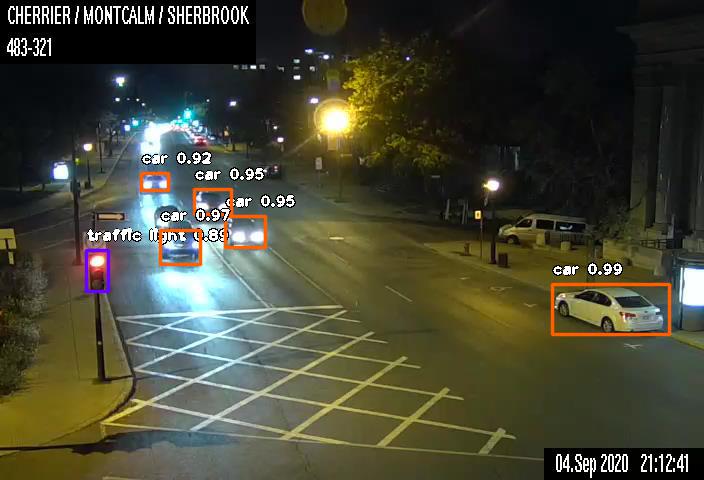 CHERRIER / MONTCALM / SHERBROOK
483-321
car 0.92
car 0.95
car 0.95
car 0.97
traffic light 0.89
car 0.99
04.Sep 2020 21:12:41